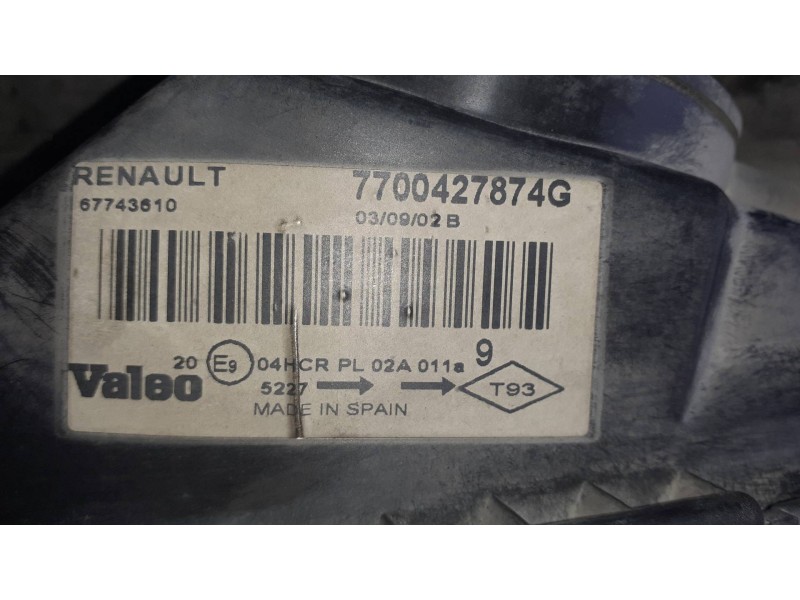 RENAULT 7700427874G
67743610 03/09/02 B
20 E9 04HCR PL 02A 011a 9
Valeo 5227 T93
MADE IN SPAIN